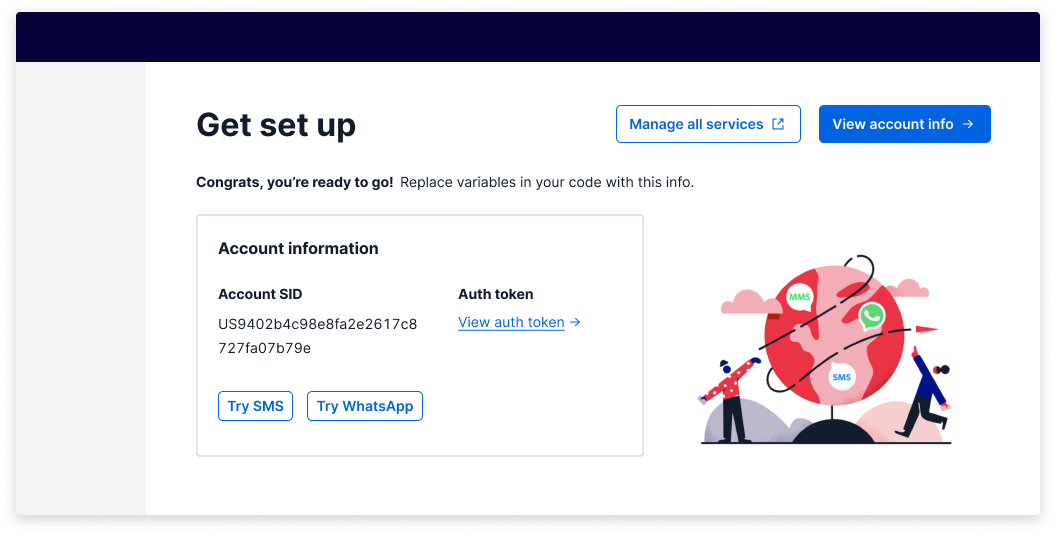 Get set up
Manage all services
View account info →
Congrats, you’re ready to go! Replace variables in your code with this info.
Account information
Account SID
US9402b4c98e8fa2e2617c8
727fa07b79e
Auth token
View auth token →
Try SMS
Try WhatsApp
MMS
SMS